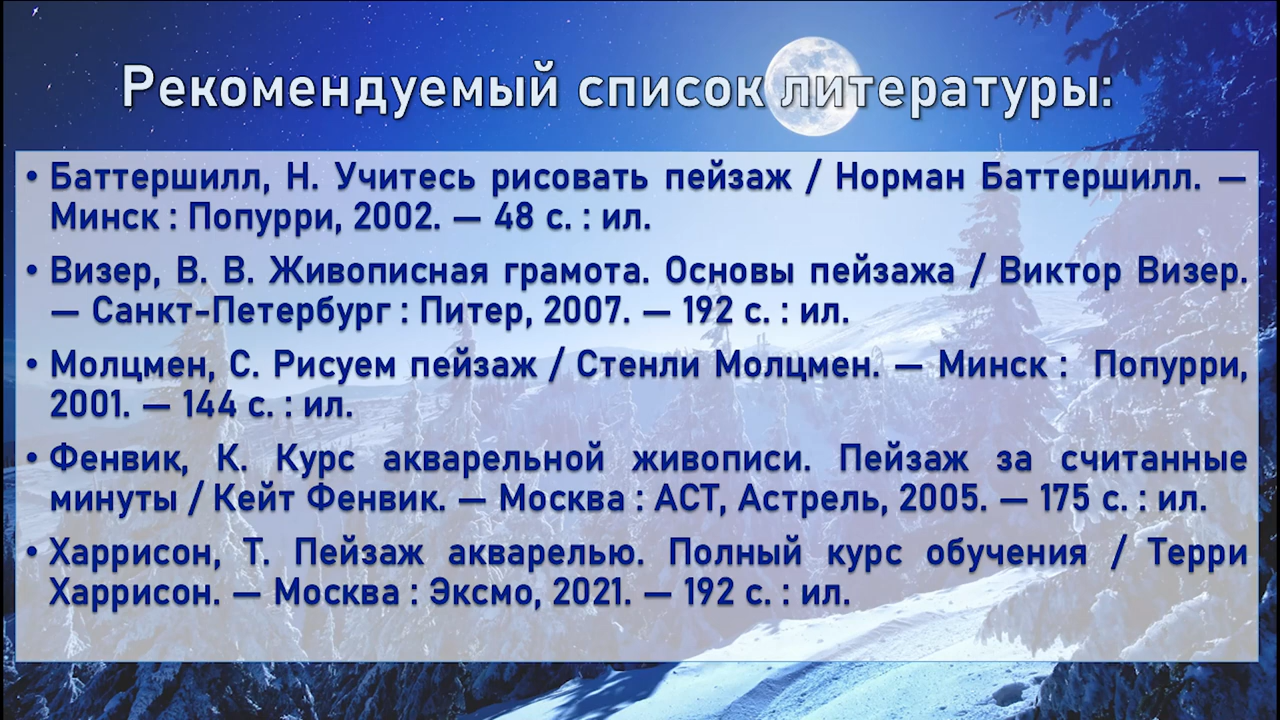 Рекомендуемый список литературы:
• Баттершилл, Н. Учитесь рисовать пейзаж / Норман Баттершилл. —
Минск : Попурри, 2002. — 48 с. : ил.
• Визер, В. В. Живописная грамота. Основы пейзажа / Виктор Визер.
— Санкт-Петербург : Питер, 2007. — 192 с. : ил.
• Молцмен, С. Рисуем пейзаж / Стенли Молцмен. — Минск : Попурри,
2001. — 144 с. : ил.
• Фенвик, К. Курс акварельной живописи. Пейзаж за считанные
минуты / Кейт Фенвик. — Москва : АСТ, Астрель, 2005. — 175 с. : ил.
• Харрисон, Т. Пейзаж акварелью. Полный курс обучения / Терри
Харрисон. — Москва : Эксмо, 2021. — 192 с. : ил.